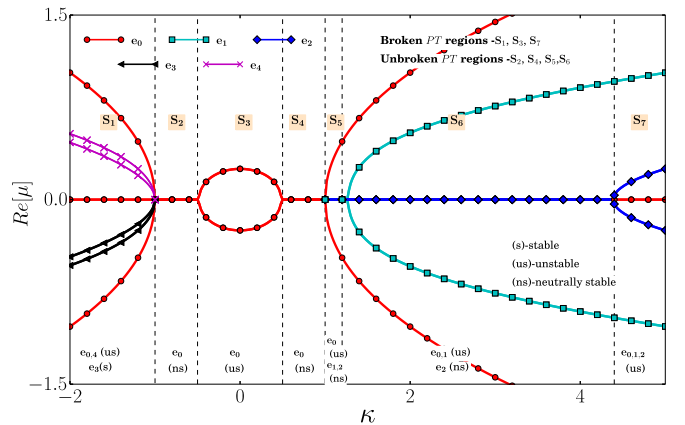 1.5
e0 e1 e2
e3 e4
Broken PT regions -S1, S3, S7
Unbroken PT regions -S2, S4, S5,S6
S1 S2 S3 S4 S5 S6 S7
Re[μ]
0.0
(s)-stable
(us)-unstable
(ns)-neutrally stable
e0,4 (us)
e3(s)
e0
(ns)
e0
(us)
e0
(ns)
e0
(us)
e1,2
(ns)
e0,1 (us)
e2 (ns)
e0,1,2
(us)
−1.5
−2 0 2 4
κ